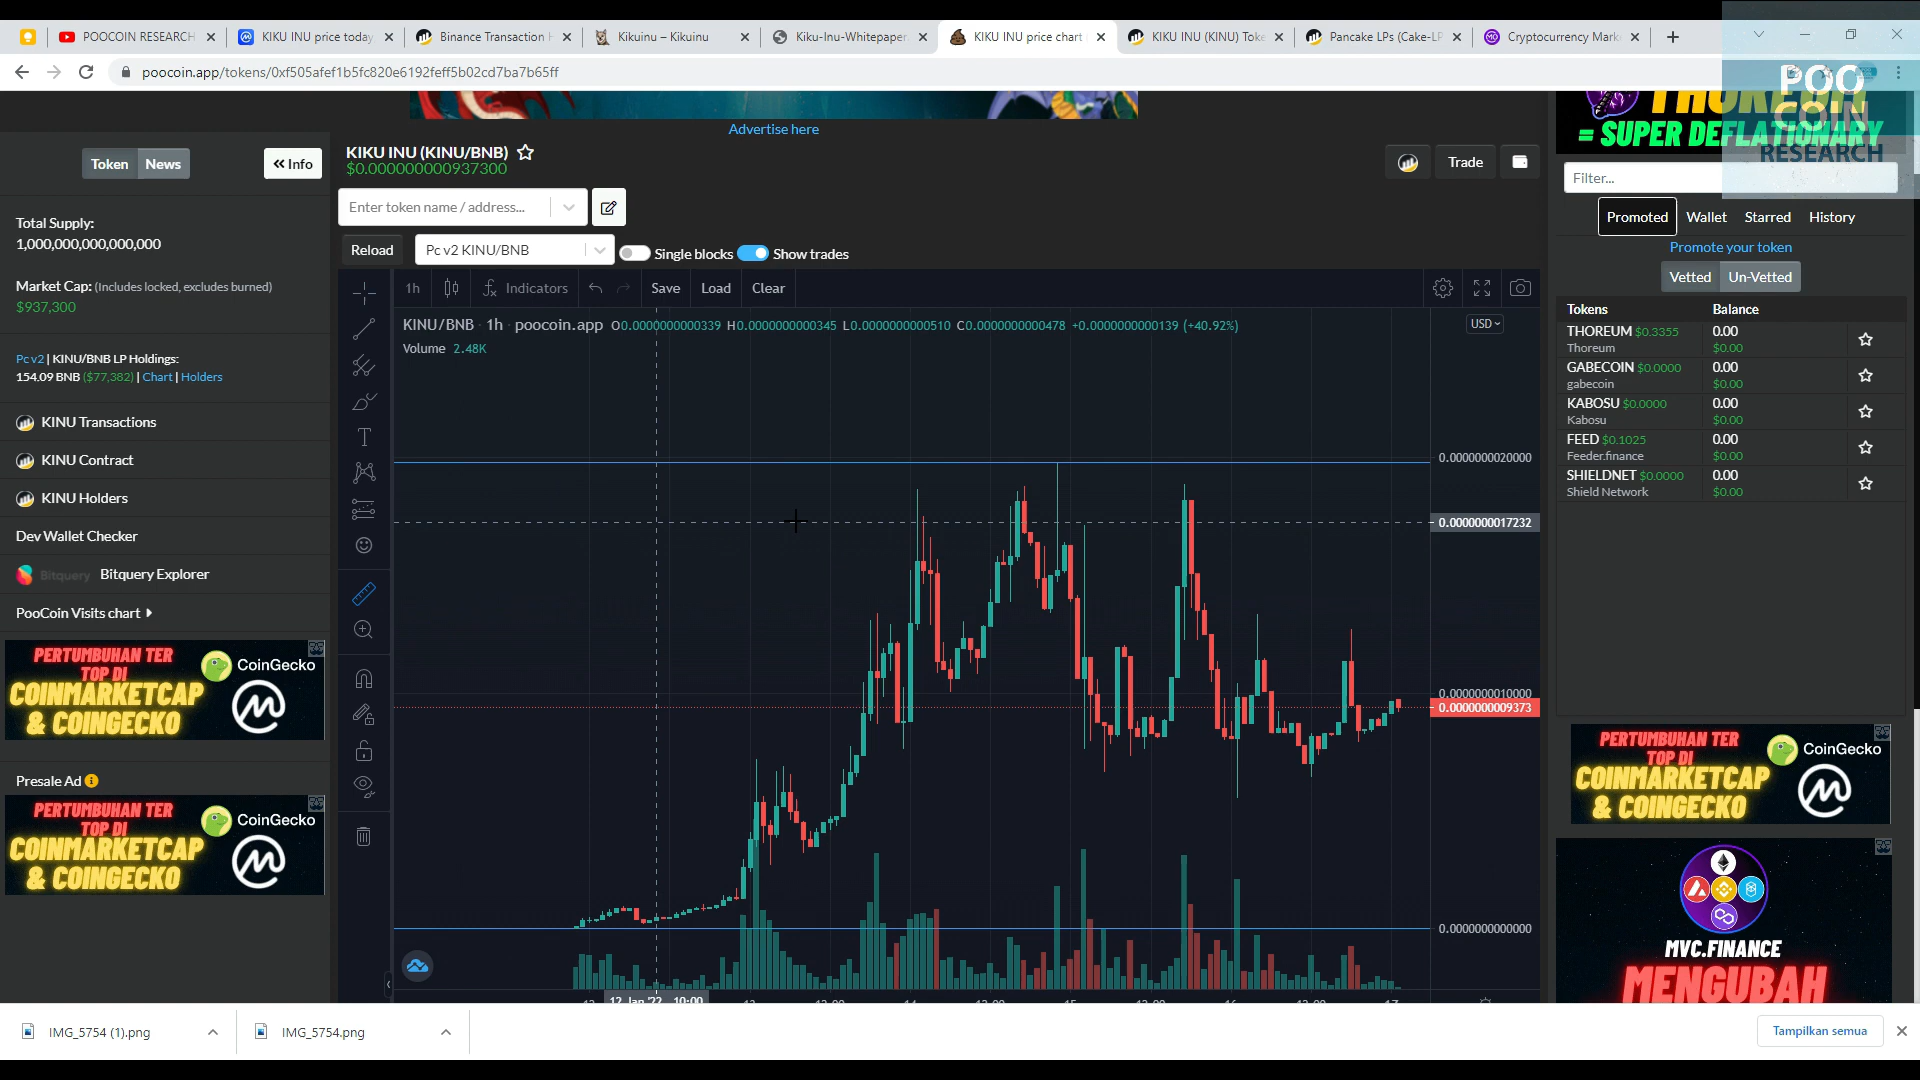 POOCOIN RESEARCH
KIKU INU price today
Binance Transaction H
Kikuinu – Kikuinu
Kiku-Inu-Whitepaper
KIKU INU price chart
KIKU INU (KINU) Toke
Pancake LPs (Cake-LP
Cryptocurrency Mark
poocoin.app/tokens/0xf505afef1b5fc820e6192feff5b02cd7ba7b65ff
POO
COIN
RESEARCH
Advertise here
= SUPER DEFLATIONARY
Token
News
Info
KIKU INU (KINU/BNB)
$0.000000000937300
Trade
Filter...
Enter token name / address...
Promoted
Wallet
Starred
History
Total Supply:
1,000,000,000,000,000
Reload
Pc v2 KINU/BNB
Single blocks
Show trades
Promote your token
Vetted
Un-Vetted
Market Cap: (Includes locked, excludes burned)
$937,300
1h
Indicators
Save
Load
Clear
KINU/BNB · 1h · poocoin.app O0.0000000000339 H0.0000000000345 L0.0000000000510 C0.0000000000478 +0.0000000000139 (+40.92%)
USD
Volume 2.48K
Tokens
Balance
THOREUM $0.3355
0.00
Thoreum
$0.00
GABECOIN $0.0000
0.00
gabecoin
$0.00
KABOSU $0.0000
0.00
Kabosu
$0.00
FEED $0.1025
0.00
Feeder.finance
$0.00
SHIELDNET $0.0000
0.00
Shield Network
$0.00
Pc v2 | KINU/BNB LP Holdings:
154.09 BNB ($77,382) | Chart | Holders
KINU Transactions
KINU Contract
KINU Holders
Dev Wallet Checker
Bitquery
Bitquery Explorer
PooCoin Visits chart
0.0000000020000
0.0000000017232
0.0000000010000
0.0000000009373
0.0000000000000
PERTUMBUHAN TER
TOP DI
COINMARKETCAP
& COINGECKO
CoinGecko
Presale Ad
PERTUMBUHAN TER
TOP DI
COINMARKETCAP
& COINGECKO
CoinGecko
PERTUMBUHAN TER
TOP DI
COINMARKETCAP
& COINGECKO
CoinGecko
MVC.FINANCE
MENGUBAH
12 Jan '22 10:00
IMG_5754 (1).png
IMG_5754.png
Tampilkan semua